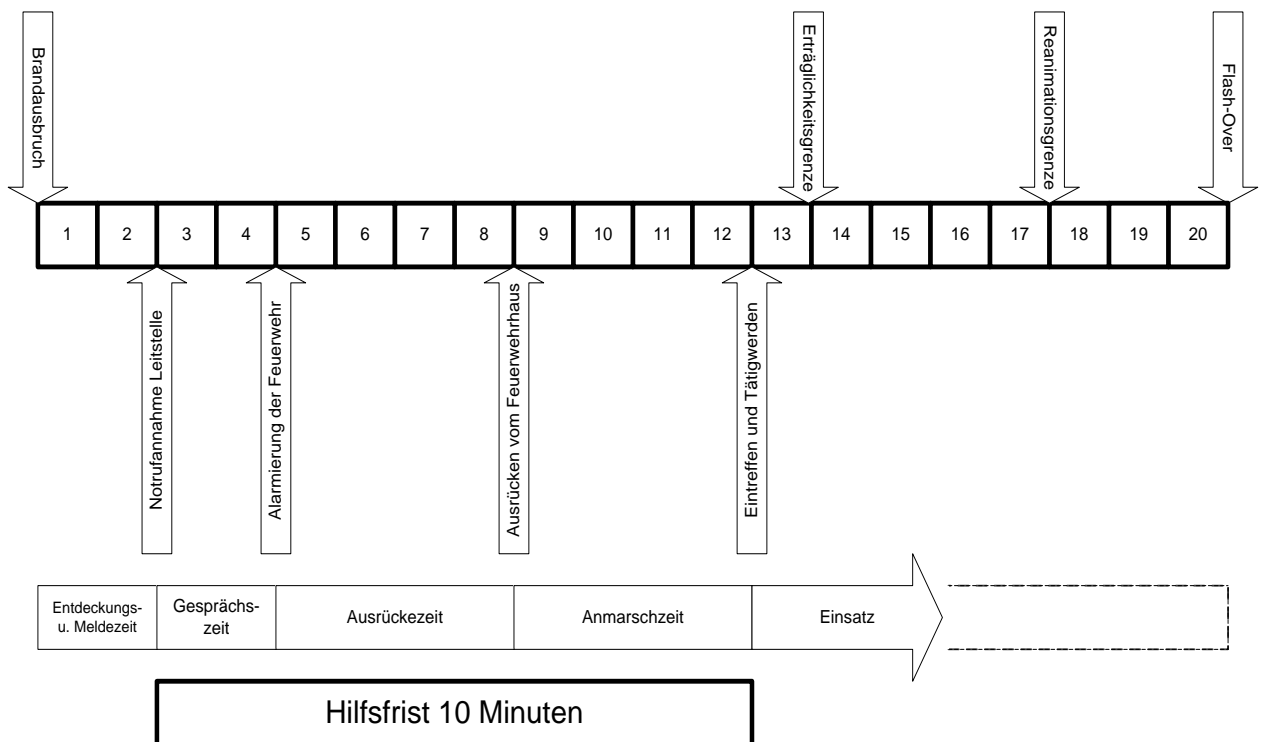 Brandausbruch
Erträglichkeitsgrenze
Reanimationsgrenze
Flash-Over
1 2 3 4 5 6 7 8 9 10 11 12 13 14 15 16 17 18 19 20
Notrufannahme Leitstelle
Alarmierung der Feuerwehr
Ausrücken vom Feuerwehrhaus
Eintreffen und Tätigwerden
Entdeckungs-
u. Meldezeit
Gesprächs-
zeit
Ausrückezeit
Anmarschzeit
Einsatz
Hilfsfrist 10 Minuten